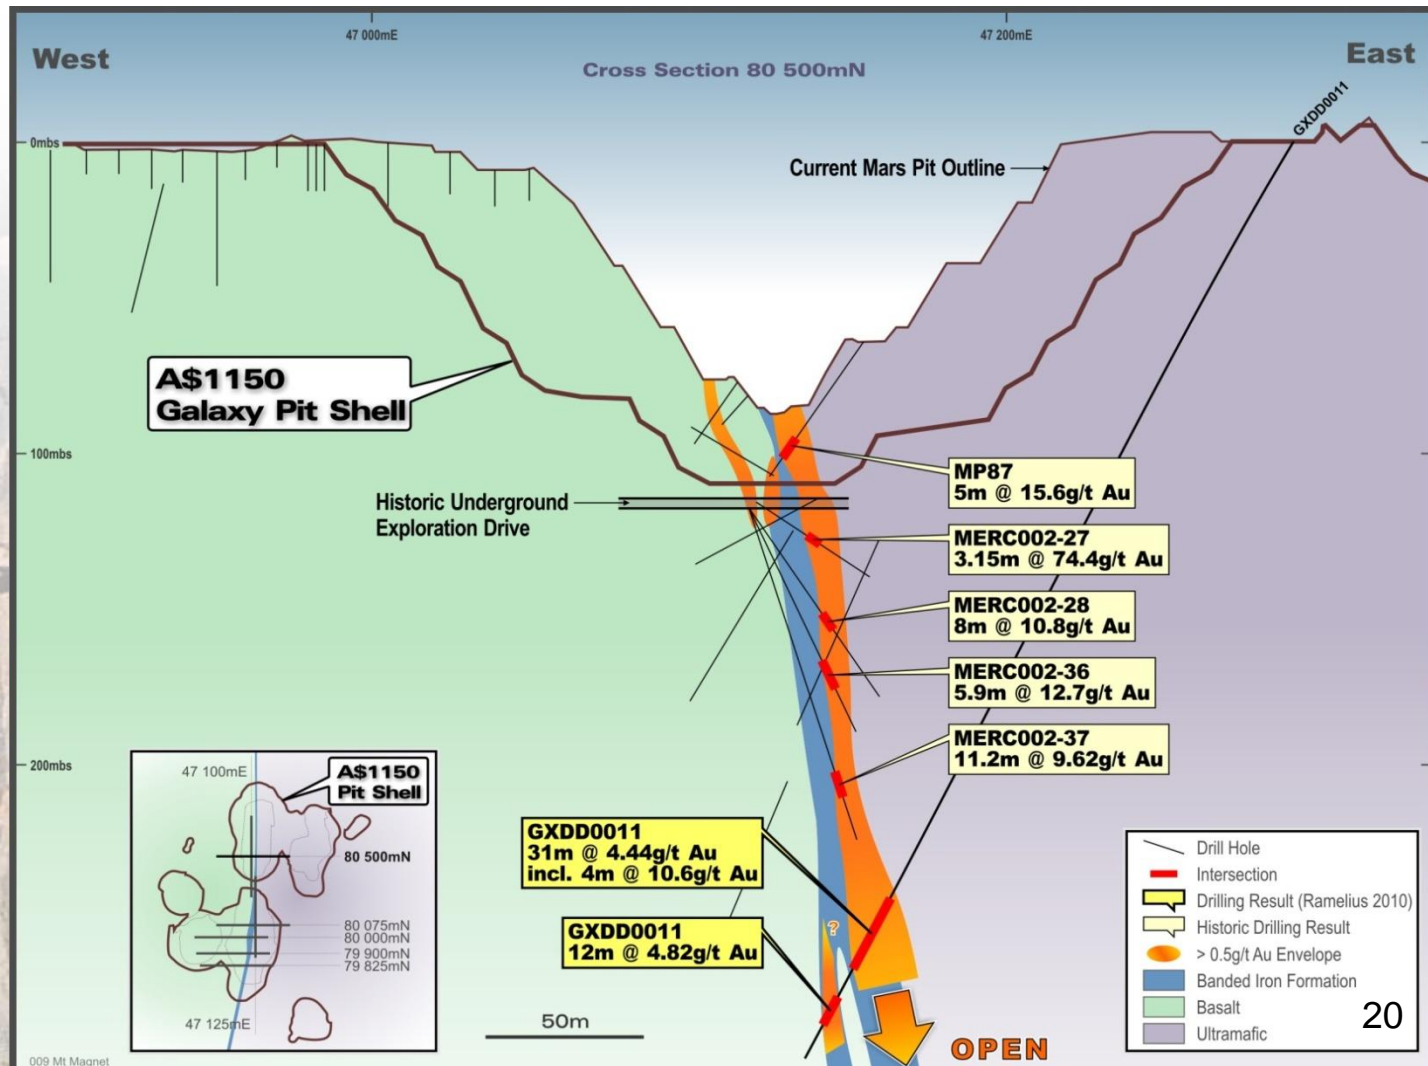 47 000mE
47 200mE
West
East
Cross Section 80 500mN
GXDD0011
0mbs
Current Mars Pit Outline
A$1150
Galaxy Pit Shell
100mbs
MP87
5m @ 15.6g/t Au
Historic Underground
Exploration Drive
MERC002-27
3.15m @ 74.4g/t Au
MERC002-28
8m @ 10.8g/t Au
MERC002-36
5.9m @ 12.7g/t Au
MERC002-37
11.2m @ 9.62g/t Au
200mbs
47 100mE
A$1150
Pit Shell
80 500mN
80 075mN
80 000mN
79 900mN
79 825mN
47 125mE
GXDD0011
31m @ 4.44g/t Au
incl. 4m @ 10.6g/t Au
GXDD0011
12m @ 4.82g/t Au
?
50m
OPEN
Drill Hole
Intersection
Drilling Result (Ramelius 2010)
Historic Drilling Result
> 0.5g/t Au Envelope
Banded Iron Formation
Basalt
Ultramafic
20
009 Mt Magnet